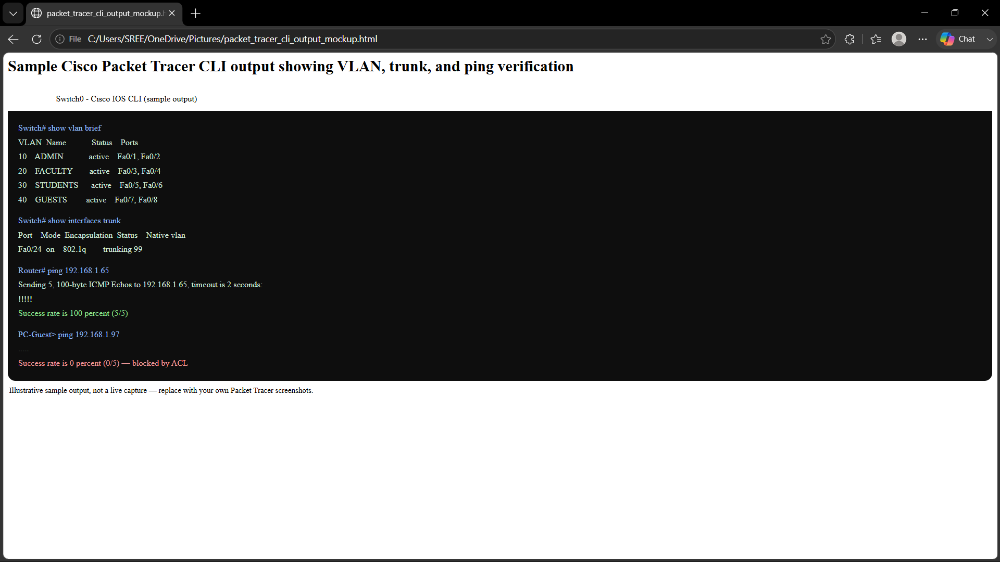 packet_tracer_cli_output_mockup.h
File C:/Users/SREE/OneDrive/Pictures/packet_tracer_cli_output_mockup.html
Chat
Sample Cisco Packet Tracer CLI output showing VLAN, trunk, and ping verification
Switch0 - Cisco IOS CLI (sample output)
Switch# show vlan brief
VLAN Name Status Ports
10 ADMIN active Fa0/1, Fa0/2
20 FACULTY active Fa0/3, Fa0/4
30 STUDENTS active Fa0/5, Fa0/6
40 GUESTS active Fa0/7, Fa0/8
Switch# show interfaces trunk
Port Mode Encapsulation Status Native vlan
Fa0/24 on 802.1q trunking 99
Router# ping 192.168.1.65
Sending 5, 100-byte ICMP Echos to 192.168.1.65, timeout is 2 seconds:
!!!!!
Success rate is 100 percent (5/5)
PC-Guest> ping 192.168.1.97
.....
Success rate is 0 percent (0/5) — blocked by ACL
Illustrative sample output, not a live capture — replace with your own Packet Tracer screenshots.